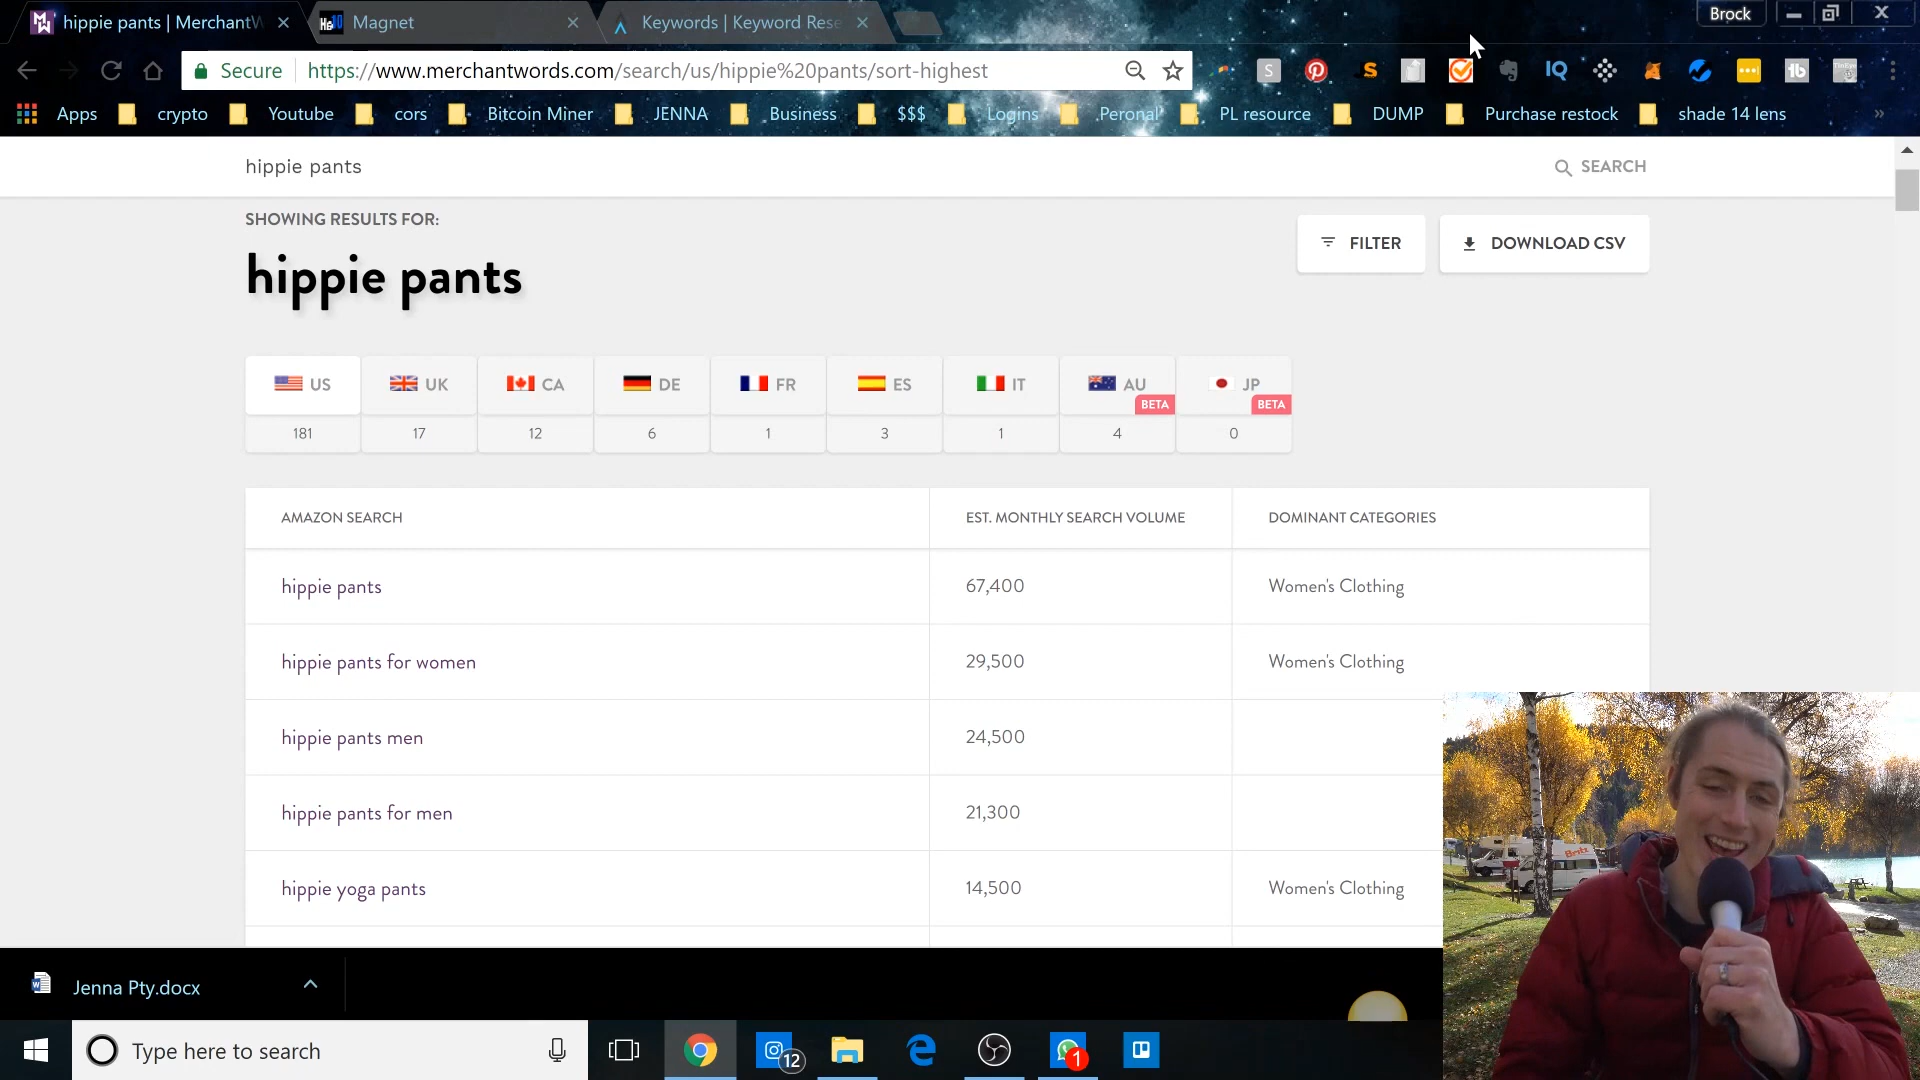 hippie pants | MerchantW
Magnet
Keywords | Keyword Rese
Brock
Secure
https://www.merchantwords.com/search/us/hippie%20pants/sort-highest
Apps
crypto
Youtube
cors
Bitcoin Miner
JENNA
Business
$$$
Logins
Peronal
PL resource
DUMP
Purchase restock
shade 14 lens
»
hippie pants
SEARCH
SHOWING RESULTS FOR:
hippie pants
FILTER
DOWNLOAD CSV
US
UK
CA
DE
FR
ES
IT
AU
BETA
JP
BETA
181
17
12
6
1
3
1
4
0
AMAZON SEARCH
EST. MONTHLY SEARCH VOLUME
DOMINANT CATEGORIES
hippie pants
67,400
Women's Clothing
hippie pants for women
29,500
Women's Clothing
hippie pants men
24,500
hippie pants for men
21,300
hippie yoga pants
14,500
Women's Clothing
Britz
Jenna Pty.docx
Type here to search
12
1